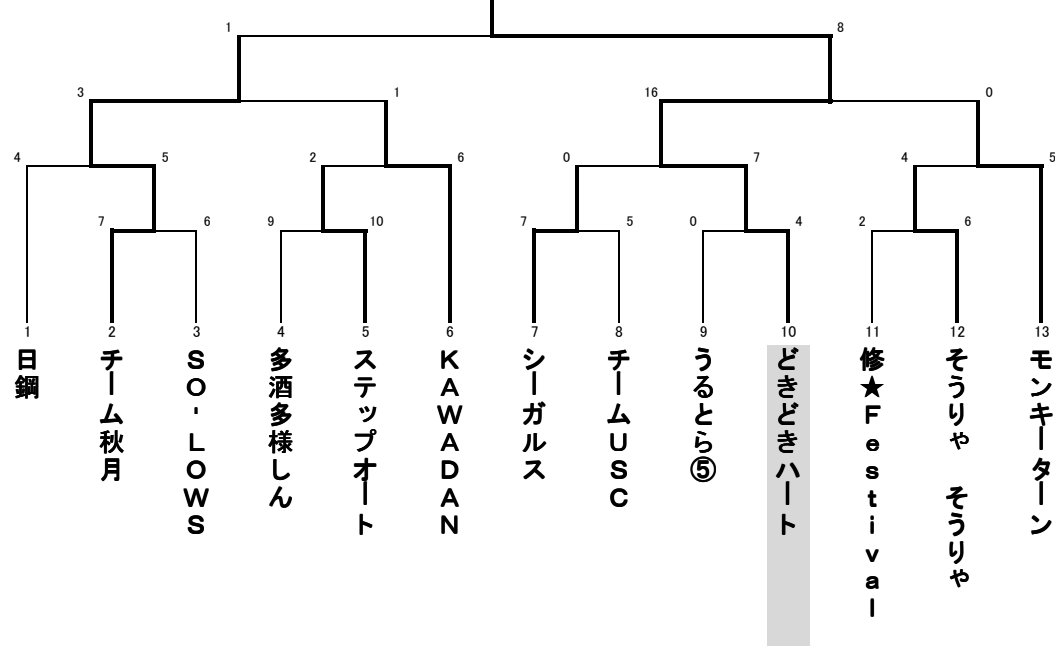 1 8
3 1 16 0
4 5 2 6 0 7 4 5
7 6 9 10 7 5 0 4 2 6
1 2 3 4 5 6 7 8 9 10 11 12 13
日鋼
チーム秋月
SO'LOWS
多酒多様しん
ステップオート
KAWADAN
シーガルス
チームUSC
うるとら⑤
どきどきハート
修★Festival
そうりゃ そうりゃ
モンキーターン